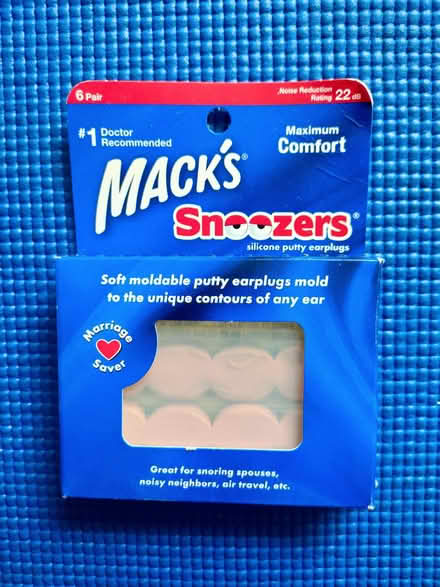 6 Pair
Noise Reduction
Rating 22 dB
#1 Doctor
Recommended
Maximum
Comfort
MACK'S®
Snoozers®
silicone putty earplugs
Soft moldable putty earplugs mold
to the unique contours of any ear
Marriage
Saver
Great for snoring spouses,
noisy neighbors, air travel, etc.